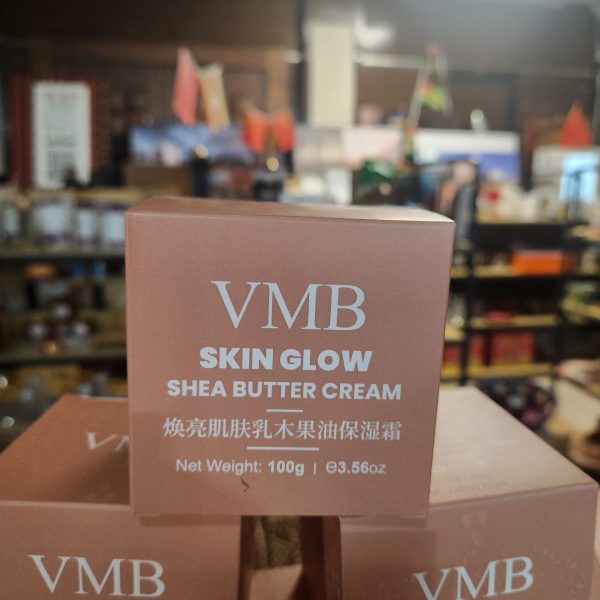 VMB
SKIN GLOW
SHEA BUTTER CREAM
焕亮肌肤乳木果油保湿霜
Net Weight: 100g | ℮3.56oz
VM
VMB
VMB